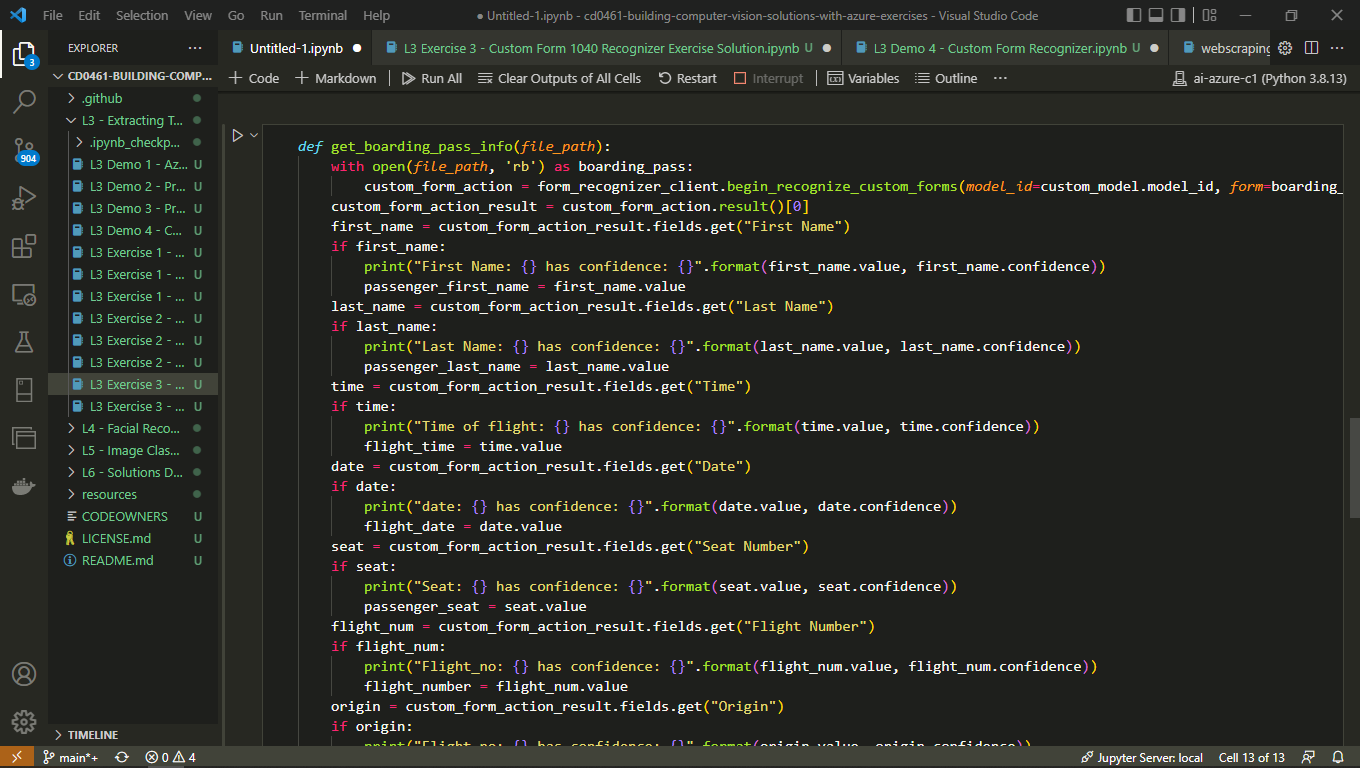 File Edit Selection View Go Run Terminal Help
● Untitled-1.ipynb - cd0461-building-computer-vision-solutions-with-azure-exercises - Visual Studio Code
EXPLORER
Untitled-1.ipynb
L3 Exercise 3 - Custom Form 1040 Recognizer Exercise Solution.ipynb U
L3 Demo 4 - Custom Form Recognizer.ipynb U
webscraping
3
CD0461-BUILDING-COMP...
+ Code + Markdown Run All Clear Outputs of All Cells Restart Interrupt Variables Outline ... ai-azure-c1 (Python 3.8.13)
.github
L3 - Extracting T...
.ipynb_checkp...
904
L3 Demo 1 - Az... U
L3 Demo 2 - Pr... U
L3 Demo 3 - Pr... U
L3 Demo 4 - C... U
L3 Exercise 1 - ... U
L3 Exercise 1 - ... U
L3 Exercise 1 - ... U
L3 Exercise 2 - ... U
L3 Exercise 2 - ... U
L3 Exercise 2 - ... U
L3 Exercise 3 - ... U
L3 Exercise 3 - ... U
L4 - Facial Reco...
L5 - Image Clas...
L6 - Solutions D...
resources
CODEOWNERS U
LICENSE.md U
README.md U
TIMELINE
def get_boarding_pass_info(file_path):
with open(file_path, 'rb') as boarding_pass:
custom_form_action = form_recognizer_client.begin_recognize_custom_forms(model_id=custom_model.model_id, form=boarding_
custom_form_action_result = custom_form_action.result()[0]
first_name = custom_form_action_result.fields.get("First Name")
if first_name:
print("First Name: {} has confidence: {}".format(first_name.value, first_name.confidence))
passenger_first_name = first_name.value
last_name = custom_form_action_result.fields.get("Last Name")
if last_name:
print("Last Name: {} has confidence: {}".format(last_name.value, last_name.confidence))
passenger_last_name = last_name.value
time = custom_form_action_result.fields.get("Time")
if time:
print("Time of flight: {} has confidence: {}".format(time.value, time.confidence))
flight_time = time.value
date = custom_form_action_result.fields.get("Date")
if date:
print("date: {} has confidence: {}".format(date.value, date.confidence))
flight_date = date.value
seat = custom_form_action_result.fields.get("Seat Number")
if seat:
print("Seat: {} has confidence: {}".format(seat.value, seat.confidence))
passenger_seat = seat.value
flight_num = custom_form_action_result.fields.get("Flight Number")
if flight_num:
print("Flight_no: {} has confidence: {}".format(flight_num.value, flight_num.confidence))
flight_number = flight_num.value
origin = custom_form_action_result.fields.get("Origin")
if origin:
print("Flight_no: {} has confidence: {}".format(origin.value, origin.confidence))
main*+ 0 4 Jupyter Server: local Cell 13 of 13